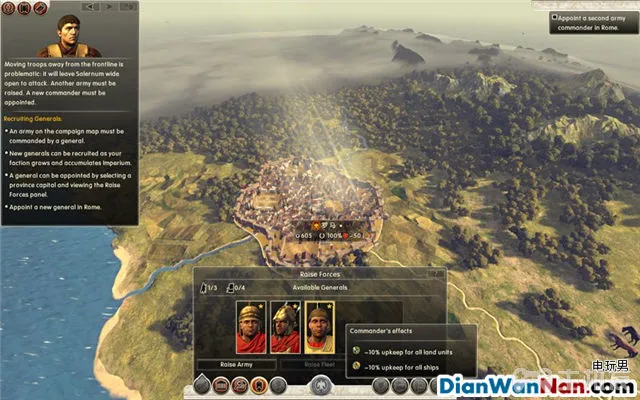 Moving troops away from the frontline is
problematic: it will leave Salernum wide
open to attack. Another army must be
raised. A new commander must be
appointed.
Recruiting Generals:
• An army on the campaign map must be
commanded by a general.
• New generals can be recruited as your
faction grows and accumulates Imperium.
• A general can be appointed by selecting a
province capital and viewing the Raise
Forces panel.
• Appoint a new general in Rome.
Appoint a second army
commander in Rome.
罗马
605 100% -50
Raise Forces
1/3 0/4 Available Generals
Commander's effects
-10% upkeep for all land units
-10% upkeep for all ships
Raise Army Raise Fleet
电玩男
DianWanNan.com